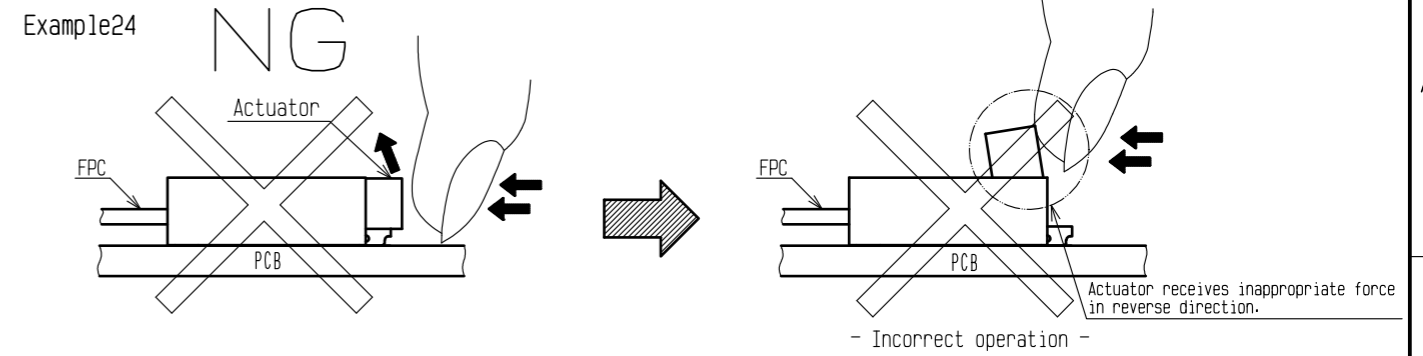 Example24
NG
Actuator
FPC
PCB
FPC
PCB
Actuator receives inappropriate force
in reverse direction.
- Incorrect operation -